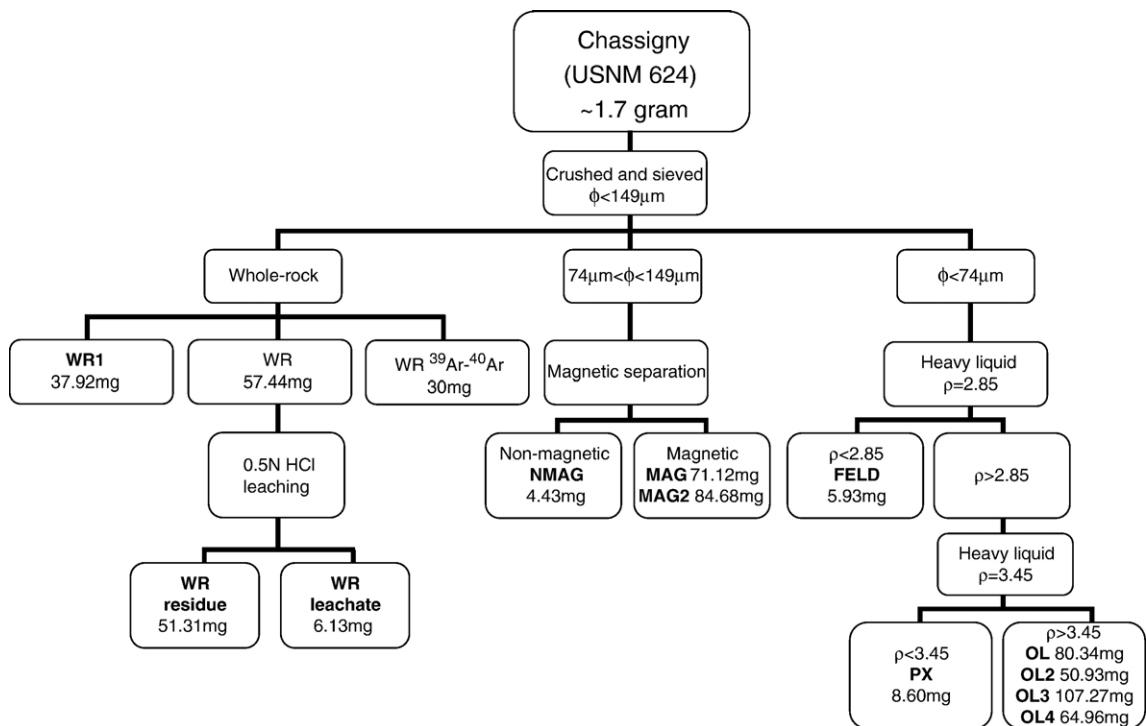 Chassigny
(USNM 624)
~1.7 gram
Crushed and sieved
ϕ<149μm
Whole-rock
74μm<ϕ<149μm
ϕ<74μm
WR1
37.92mg
WR
57.44mg
WR ³⁹Ar-⁴⁰Ar
30mg
Magnetic separation
Heavy liquid
ρ=2.85
0.5N HCl
leaching
Non-magnetic
NMAG
4.43mg
Magnetic
MAG 71.12mg
MAG2 84.68mg
ρ<2.85
FELD
5.93mg
ρ>2.85
WR
residue
51.31mg
WR
leachate
6.13mg
Heavy liquid
ρ=3.45
ρ<3.45
PX
8.60mg
ρ>3.45
OL 80.34mg
OL2 50.93mg
OL3 107.27mg
OL4 64.96mg